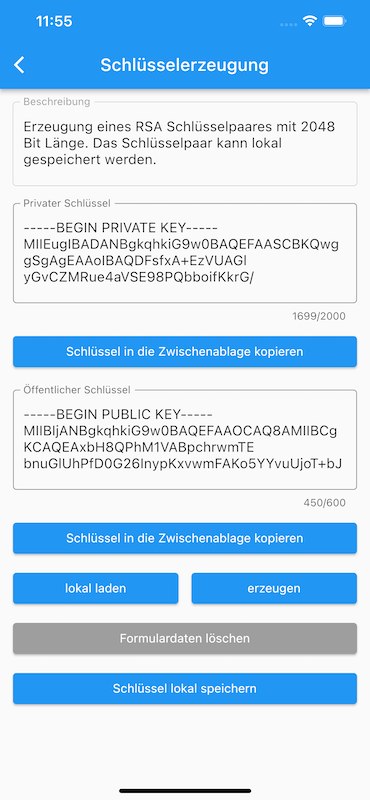 11:55
Schlüsselerzeugung
Beschreibung
Erzeugung eines RSA Schlüsselpaares mit 2048
Bit Länge. Das Schlüsselpaar kann lokal
gespeichert werden.
Privater Schlüssel
-----BEGIN PRIVATE KEY-----
MIIEugIBADANBgkqhkiG9w0BAQEFAASCBKQwg
gSgAgEAAoIBAQDFsfxA+EzVUAGl
yGvCZMRue4aVSE98PQbboifKkrG/
1699/2000
Schlüssel in die Zwischenablage kopieren
Öffentlicher Schlüssel
-----BEGIN PUBLIC KEY-----
MIIBIjANBgkqhkiG9w0BAQEFAAOCAQ8AMIIBCg
KCAQEAxbH8QPhM1VABpchrwmTE
bnuGlUhPfD0G26InypKxvwmFAKo5YYvuUjoT+bJ
450/600
Schlüssel in die Zwischenablage kopieren
lokal laden
erzeugen
Formulardaten löschen
Schlüssel lokal speichern